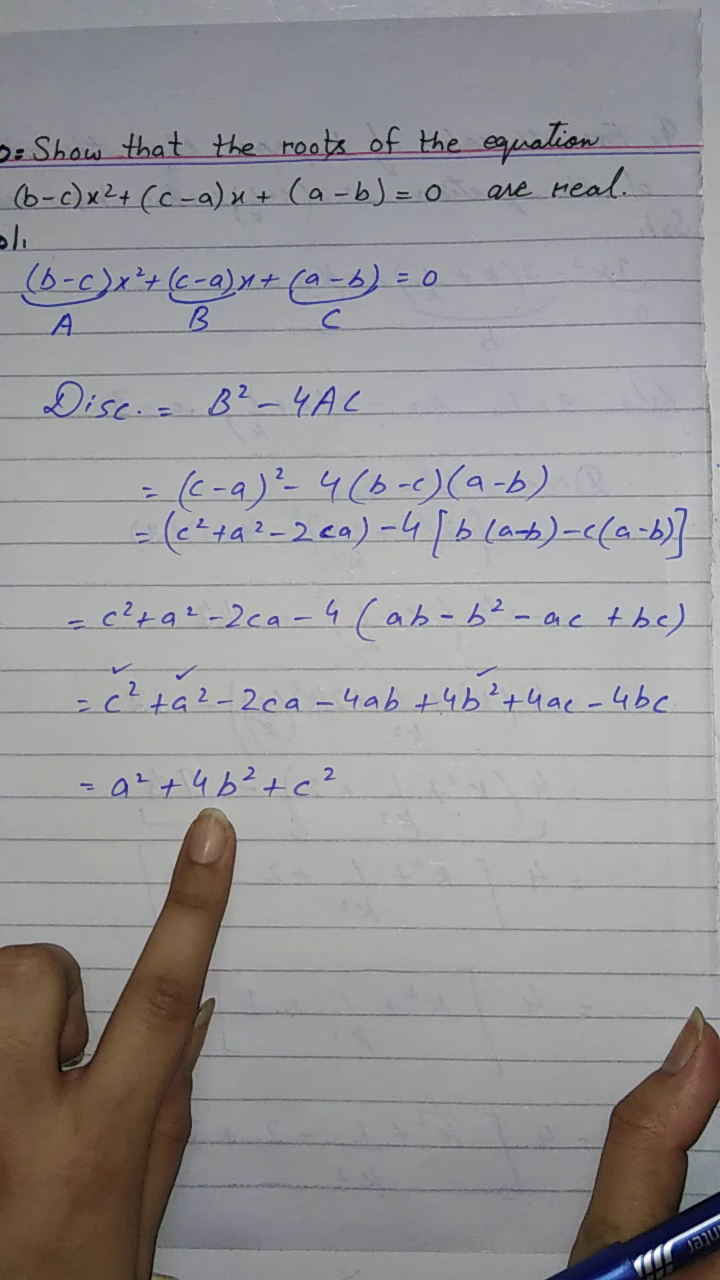 o= Show that the roots of the equation
(b-c)x²+(c-a)x+(a-b)=0 are real.
ol.
(b-c)x²+(c-a)x+(a-b)=0
A B C
Disc. = B²-4AC
= (c-a)²- 4(b-c)(a-b)
= (c²+a²-2ca)-4[b(a-b)-c(a-b)]
= c²+a²-2ca-4(ab-b²-ac+bc)
= c²+a²-2ca-4ab+4b²+4ac-4bc
= a²+4b²+c²